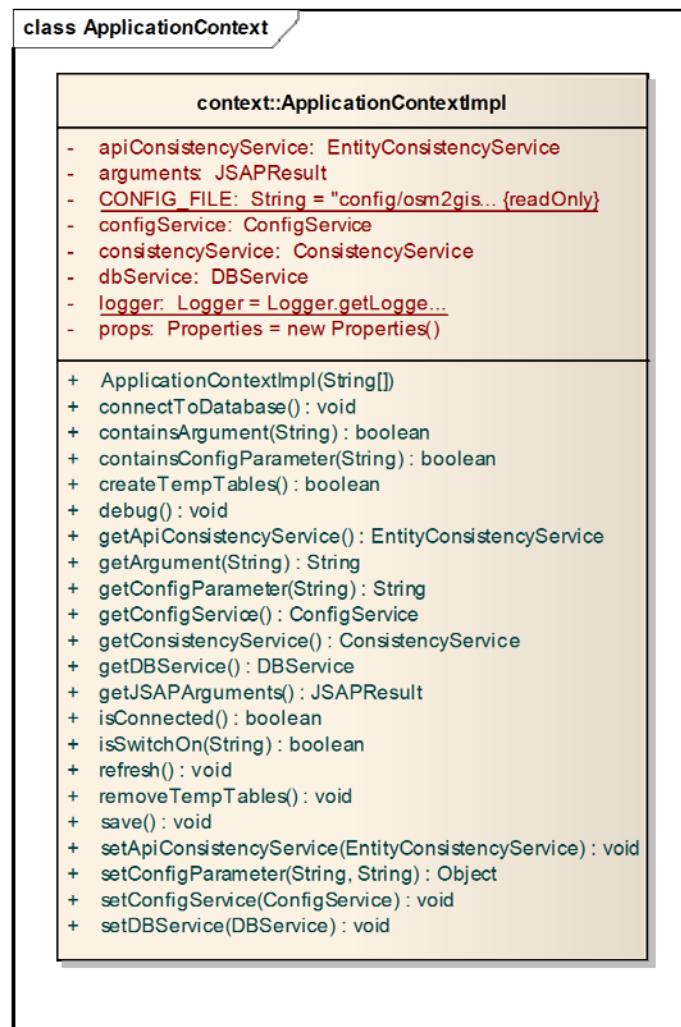 class ApplicationContext
context::ApplicationContextImpl
- apiConsistencyService: EntityConsistencyService
- arguments: JSAPResult
- CONFIG_FILE: String = "config/osm2gis... {readOnly}
- configService: ConfigService
- consistencyService: ConsistencyService
- dbService: DBService
- logger: Logger = Logger.getLogge...
- props: Properties = new Properties()
+ ApplicationContextImpl(String[])
+ connectToDatabase() : void
+ containsArgument(String) : boolean
+ containsConfigParameter(String) : boolean
+ createTempTables() : boolean
+ debug() : void
+ getApiConsistencyService() : EntityConsistencyService
+ getArgument(String) : String
+ getConfigParameter(String) : String
+ getConfigService() : ConfigService
+ getConsistencyService() : ConsistencyService
+ getDBService() : DBService
+ getJSAPArguments() : JSAPResult
+ isConnected() : boolean
+ isSwitchOn(String) : boolean
+ refresh() : void
+ removeTempTables() : void
+ save() : void
+ setApiConsistencyService(EntityConsistencyService) : void
+ setConfigParameter(String, String) : Object
+ setConfigService(ConfigService) : void
+ setDBService(DBService) : void